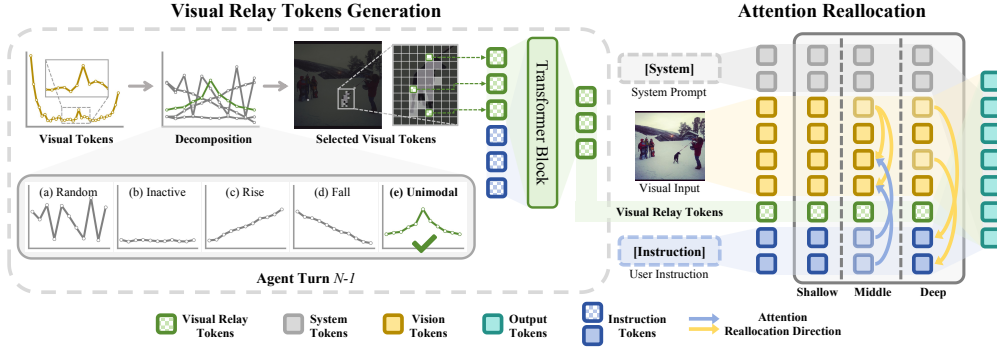 Visual Relay Tokens Generation
Attention Reallocation
Visual Tokens
Decomposition
Selected Visual Tokens
Transformer Block
(a) Random
(b) Inactive
(c) Rise
(d) Fall
(e) Unimodal
Agent Turn N-1
[System]
System Prompt
Visual Input
Visual Relay Tokens
[Instruction]
User Instruction
Shallow
Middle
Deep
Visual Relay
Tokens
System
Tokens
Vision
Tokens
Output
Tokens
Instruction
Tokens
Attention
Reallocation Direction